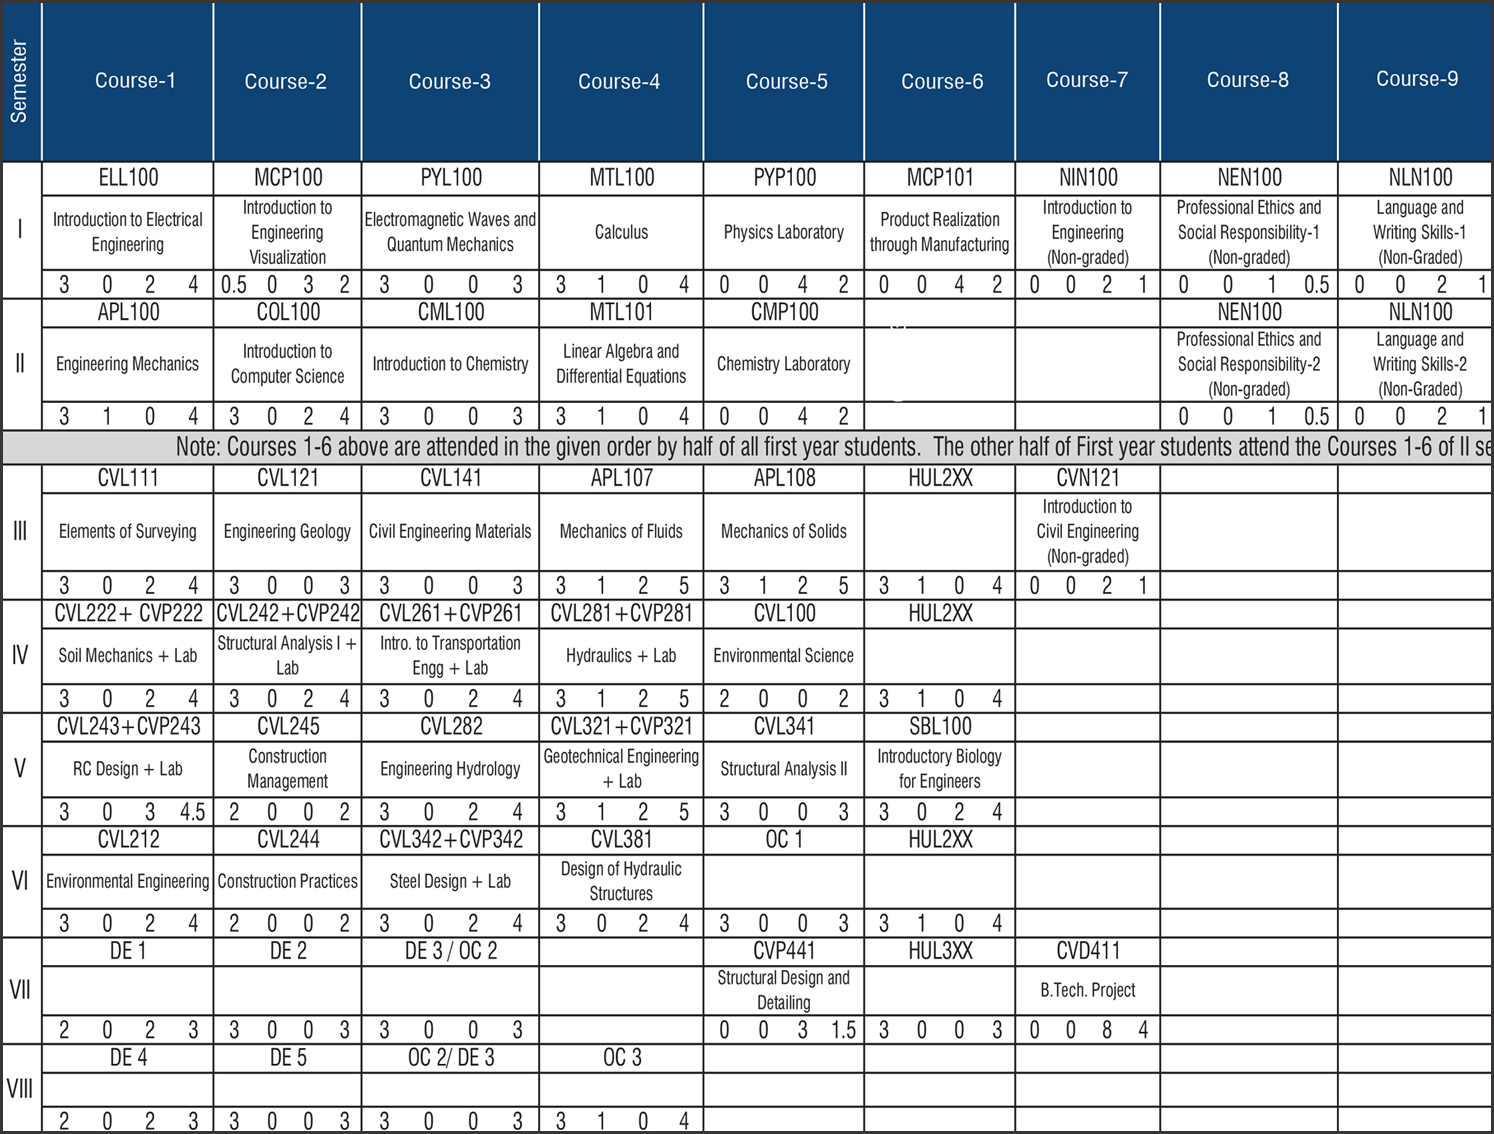 Semester Course-1 Course-2 Course-3 Course-4 Course-5 Course-6 Course-7 Course-8 Course-9
I
ELL100 MCP100 PYL100 MTL100 PYP100 MCP101 NIN100 NEN100 NLN100
Introduction to Electrical
Engineering
Introduction to
Engineering
Visualization
Electromagnetic Waves and
Quantum Mechanics
Calculus
Physics Laboratory
Product Realization
through Manufacturing
Introduction to
Engineering
(Non-graded)
Professional Ethics and
Social Responsibility-1
(Non-graded)
Language and
Writing Skills-1
(Non-Graded)
3 0 2 4 0.5 0 3 2 3 0 0 3 3 1 0 4 0 0 4 2 0 0 4 2 0 0 2 1 0 0 1 0.5 0 0 2 1
II
APL100 COL100 CML100 MTL101 CMP100 NEN100 NLN100
Engineering Mechanics
Introduction to
Computer Science
Introduction to Chemistry
Linear Algebra and
Differential Equations
Chemistry Laboratory
Professional Ethics and
Social Responsibility-2
(Non-graded)
Language and
Writing Skills-2
(Non-Graded)
3 1 0 4 3 0 2 4 3 0 0 3 3 1 0 4 0 0 4 2 0 0 1 0.5 0 0 2 1
Note: Courses 1-6 above are attended in the given order by half of all first year students. The other half of First year students attend the Courses 1-6 of II se
III
CVL111 CVL121 CVL141 APL107 APL108 HUL2XX CVN121
Elements of Surveying
Engineering Geology
Civil Engineering Materials
Mechanics of Fluids
Mechanics of Solids
Introduction to
Civil Engineering
(Non-graded)
3 0 2 4 3 0 0 3 3 0 0 3 3 1 2 5 3 1 2 5 3 1 0 4 0 0 2 1
IV
CVL222+ CVP222 CVL242+CVP242 CVL261+CVP261 CVL281+CVP281 CVL100 HUL2XX
Soil Mechanics + Lab
Structural Analysis I +
Lab
Intro. to Transportation
Engg + Lab
Hydraulics + Lab
Environmental Science
3 0 2 4 3 0 2 4 3 0 2 4 3 1 2 5 2 0 0 2 3 1 0 4
V
CVL243+CVP243 CVL245 CVL282 CVL321+CVP321 CVL341 SBL100
RC Design + Lab
Construction
Management
Engineering Hydrology
Geotechnical Engineering
+ Lab
Structural Analysis II
Introductory Biology
for Engineers
3 0 3 4.5 2 0 0 2 3 0 2 4 3 1 2 5 3 0 0 3 3 0 2 4
VI
CVL212 CVL244 CVL342+CVP342 CVL381 OC 1 HUL2XX
Environmental Engineering
Construction Practices
Steel Design + Lab
Design of Hydraulic
Structures
3 0 2 4 2 0 0 2 3 0 2 4 3 0 2 4 3 0 0 3 3 1 0 4
VII
DE 1 DE 2 DE 3 / OC 2 CVP441 HUL3XX CVD411
Structural Design and
Detailing
B.Tech. Project
2 0 2 3 3 0 0 3 3 0 0 3 0 0 3 1.5 3 0 0 3 0 0 8 4
VIII
DE 4 DE 5 OC 2/ DE 3 OC 3
2 0 2 3 3 0 0 3 3 0 0 3 3 1 0 4